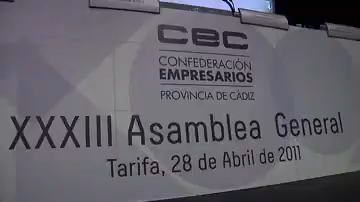 CEC
CONFEDERACIÓN
EMPRESARIOS
PROVINCIA DE CÁDIZ
XXXIII Asamblea General
Tarifa, 28 de Abril de 2011